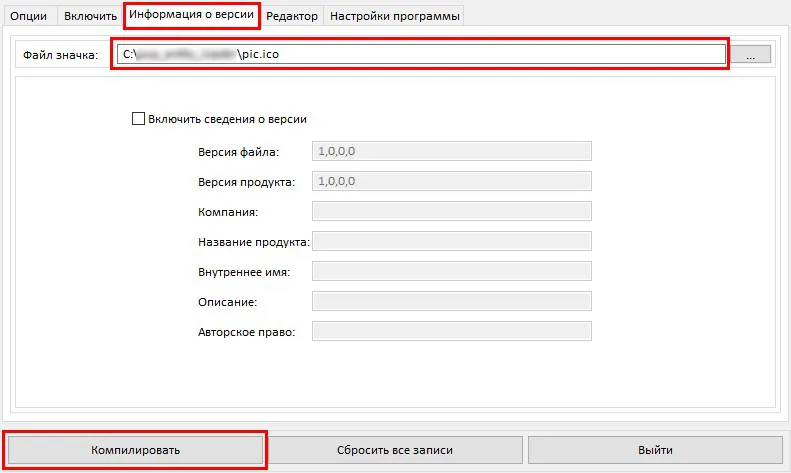 Опции Включить Информация о версии Редактор Настройки программы
Файл значка: C:\ \pic.ico ...
Включить сведения о версии
Версия файла: 1,0,0,0
Версия продукта: 1,0,0,0
Компания:
Название продукта:
Внутреннее имя:
Описание:
Авторское право:
Компилировать Сбросить все записи Выйти